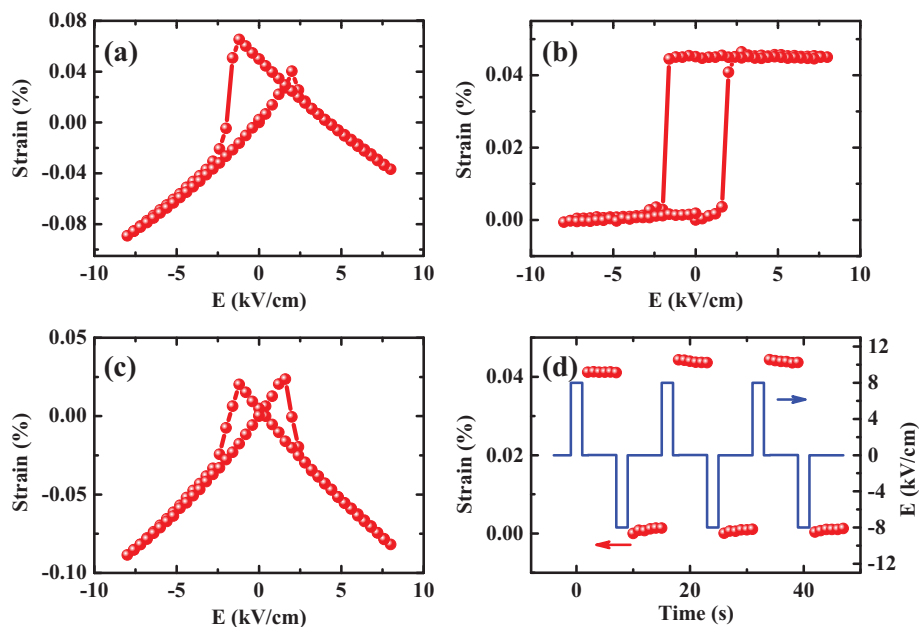 (a)
Strain (%)
0.08
0.04
0.00
-0.04
-0.08
-10 -5 0 5 10
E (kV/cm)
(b)
Strain (%)
0.04
0.02
0.00
-10 -5 0 5 10
E (kV/cm)
(c)
Strain (%)
0.05
0.00
-0.05
-0.10
-10 -5 0 5 10
E (kV/cm)
(d)
Strain (%)
0.04
0.02
0.00
12
8
4
0
-4
-8
-12
E (kV/cm)
0 20 40
Time (s)